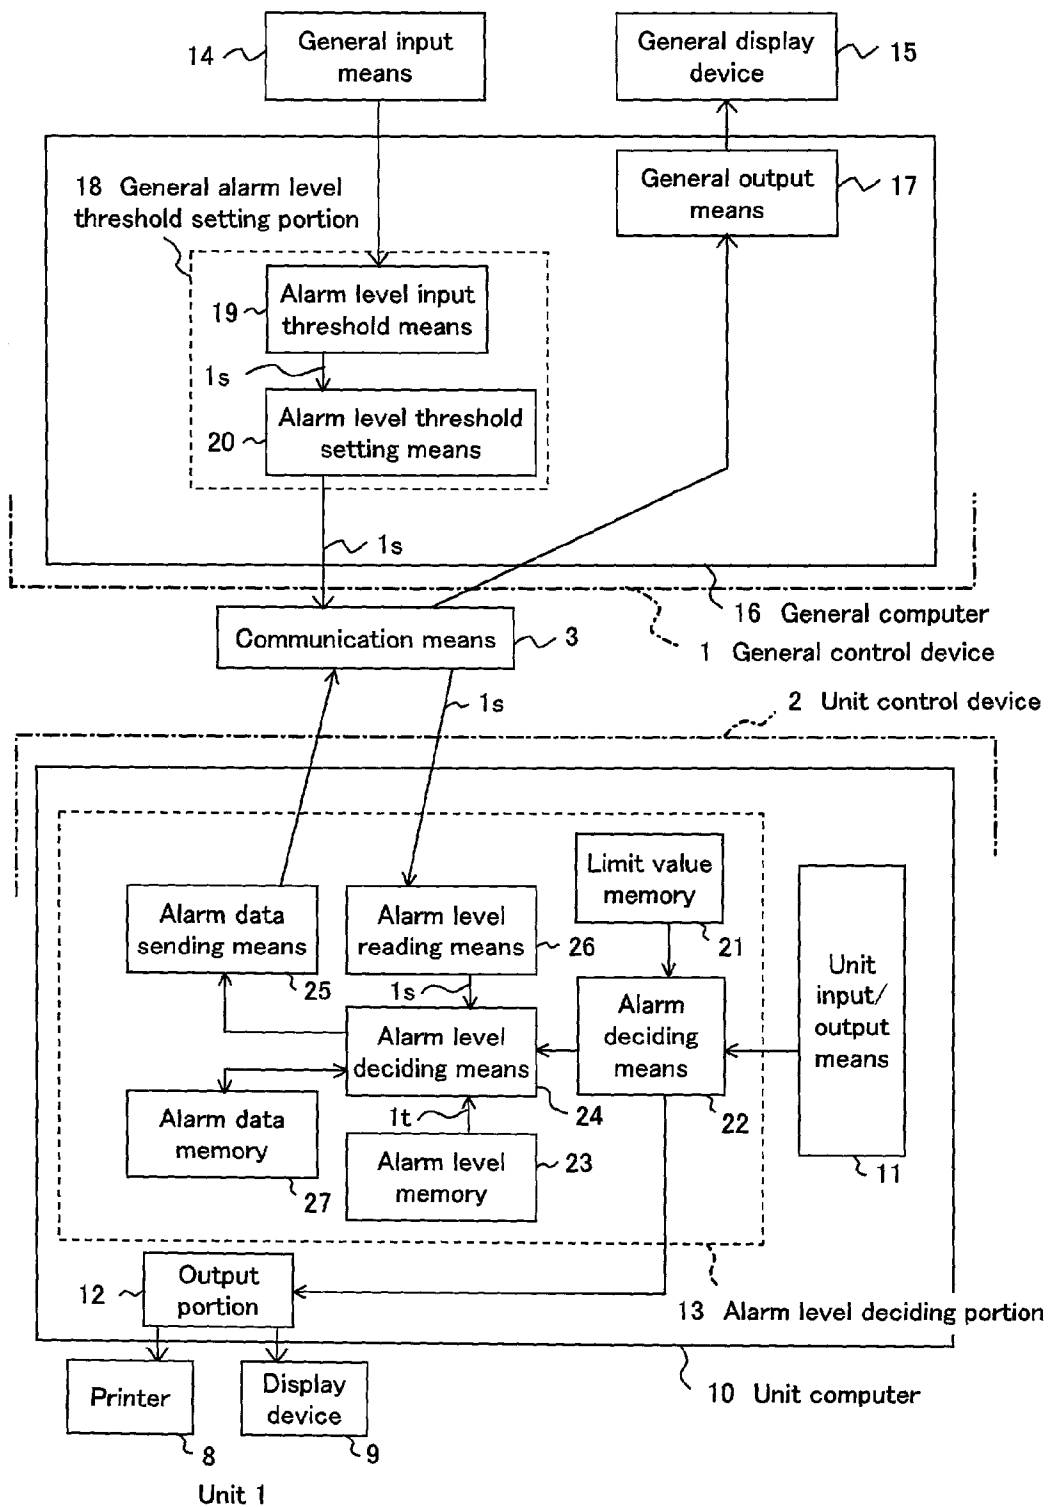 General input
means
14
General display
device
15
18 General alarm level
threshold setting portion
General output
means
17
Alarm level input
threshold means
19
1s
Alarm level threshold
setting means
20
1s
16 General computer
Communication means
3
1 General control device
1s
2 Unit control device
Limit value
memory
21
Alarm data
sending means
25
Alarm level
reading means
26
1s
Unit
input/
output
means
11
Alarm
deciding
means
22
Alarm level
deciding means
24
Alarm data
memory
27
1t
Alarm level
memory
23
Output
portion
12
13 Alarm level deciding portion
Printer
8
Display
device
9
10 Unit computer
Unit 1